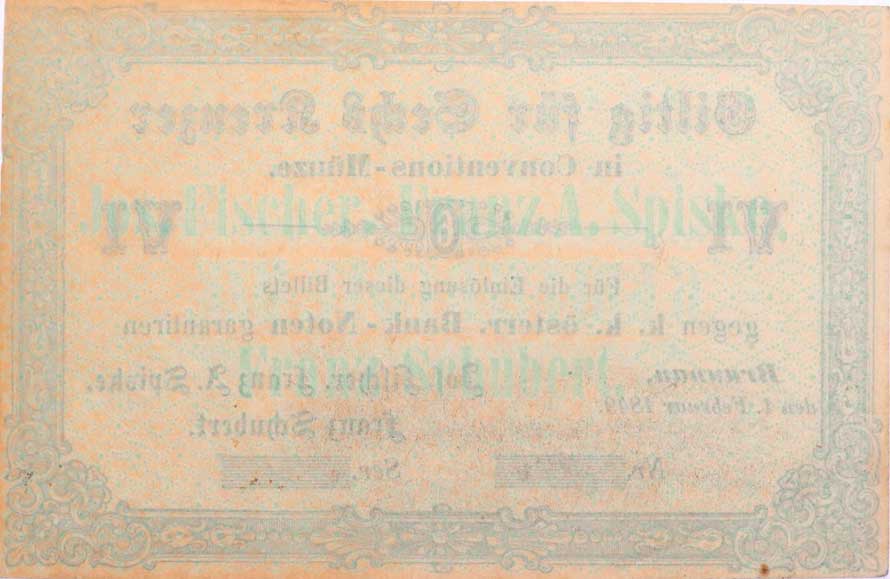 Giltig für Sechs Kreuzer
in Conventions-Münze.
Jos. Fischer. Franz A. Spiske.
VI 6 VI
Für die Einlösung dieser Billets
gegen k. k. österr. Bank-Noten garantiren
Franz Schubert.
Braunau,
den 1. Februar 1849.
Jos. Fischer. Franz A. Spiske.
Franz Schubert.
Nr. Ser.